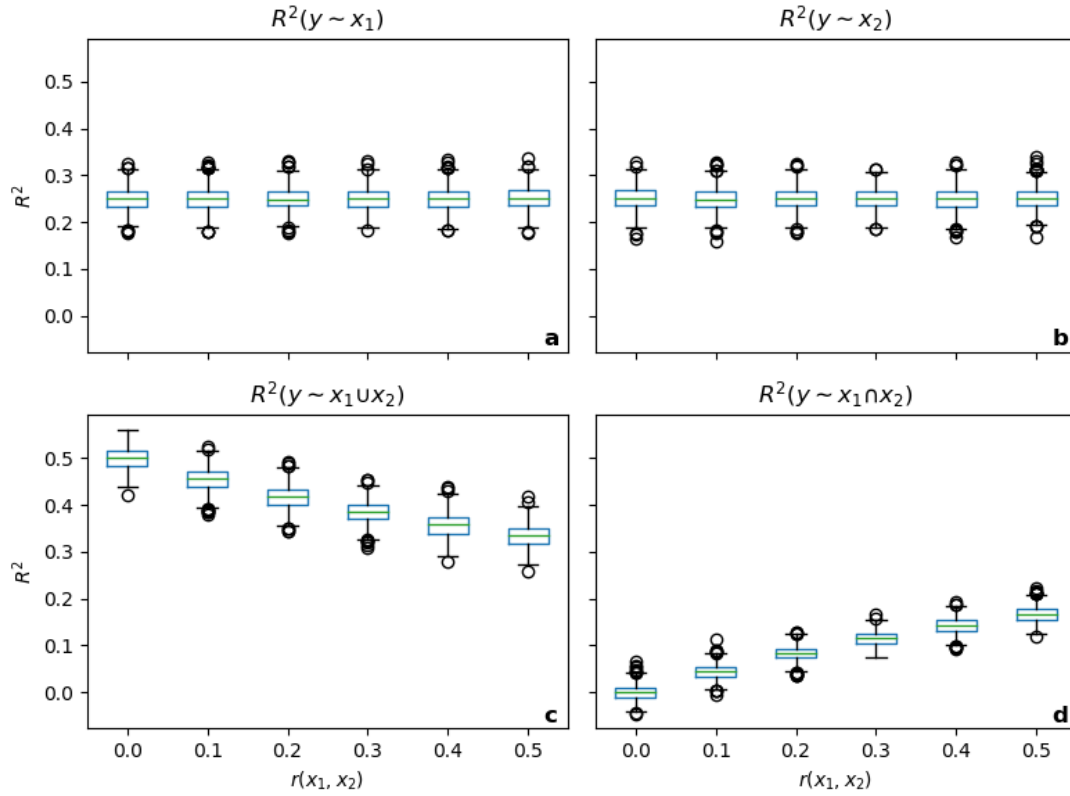 R²(y ~ x₁)
R²(y ~ x₂)
R²
0.5
0.4
0.3
0.2
0.1
0.0
a
b
R²(y ~ x₁∪x₂)
R²(y ~ x₁∩x₂)
R²
0.5
0.4
0.3
0.2
0.1
0.0
c
d
0.0 0.1 0.2 0.3 0.4 0.5
0.0 0.1 0.2 0.3 0.4 0.5
r(x₁, x₂)
r(x₁, x₂)